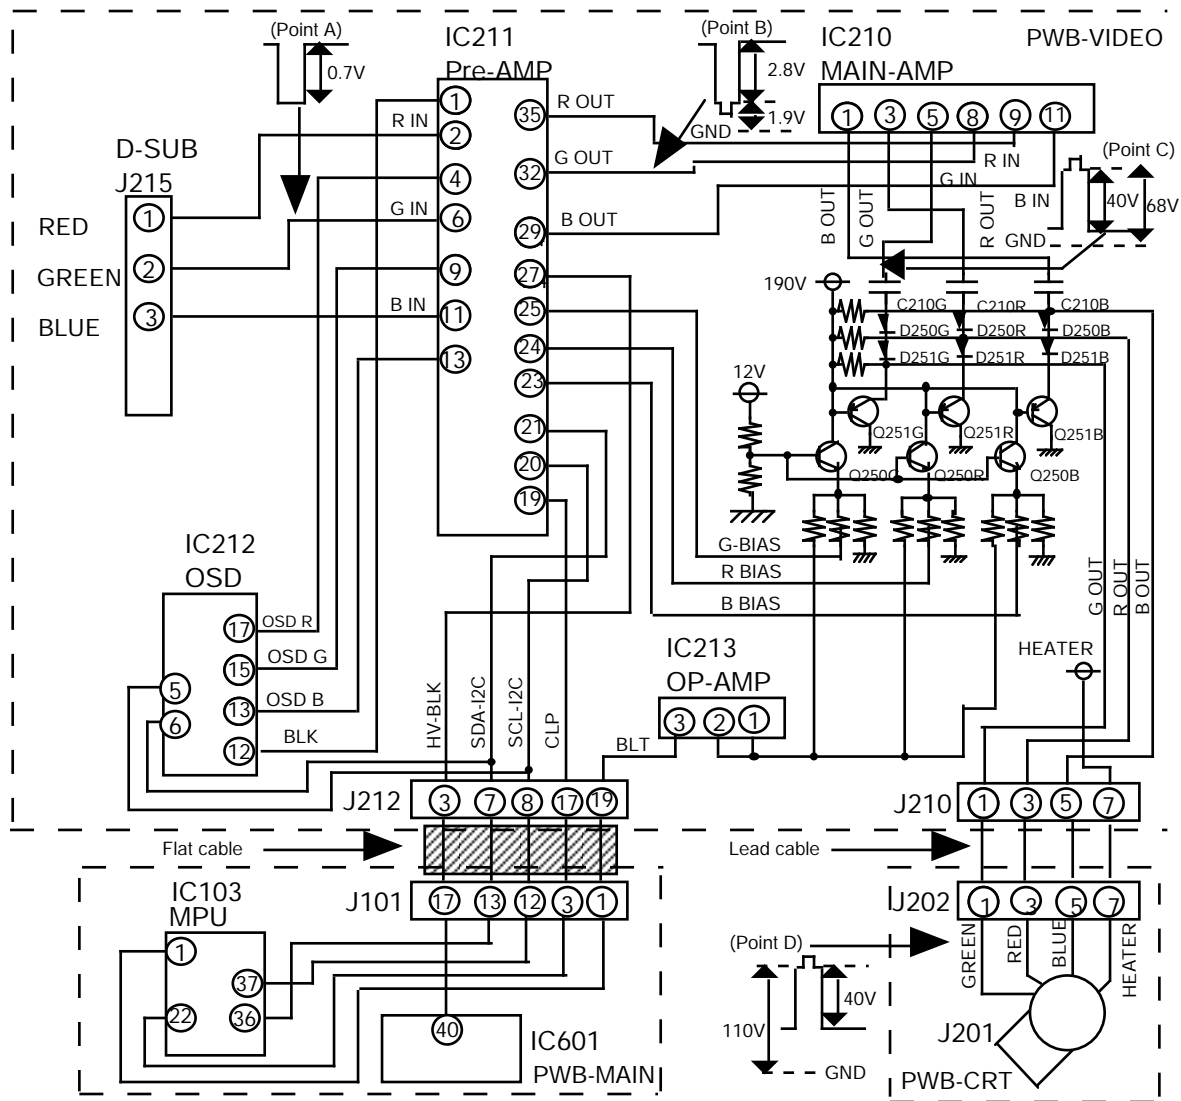 (Point A)
0.7V
IC211
Pre-AMP
(Point B)
2.8V
1.9V
GND
IC210
MAIN-AMP
PWB-VIDEO
1 3 5 8 9 11
D-SUB
J215
RED
GREEN
BLUE
1
2
3
R IN
G IN
B IN
1
2
4
6
9
11
13
35
32
29
27
25
24
23
21
20
19
R OUT
G OUT
B OUT
R IN
G IN
B IN
(Point C)
40V
68V
GND
B OUT
G OUT
R OUT
190V
C210G C210R C210B
D250G D250R D250B
D251G D251R D251B
12V
Q251G Q251R Q251B
Q250G Q250R Q250B
G-BIAS
R BIAS
B BIAS
G OUT
R OUT
B OUT
IC212
OSD
17
15
13
12
5
6
OSD R
OSD G
OSD B
BLK
HV-BLK
SDA-I2C
SCL-I2C
CLP
BLT
IC213
OP-AMP
3 2 1
HEATER
J212
3 7 8 17 19
J210
1 3 5 7
Flat cable
Lead cable
IC103
MPU
1
22
37
36
J101
17 13 12 3 1
J202
1 3 5 7
GREEN
RED
BLUE
HEATER
(Point D)
40V
110V
GND
40
IC601
PWB-MAIN
J201
PWB-CRT